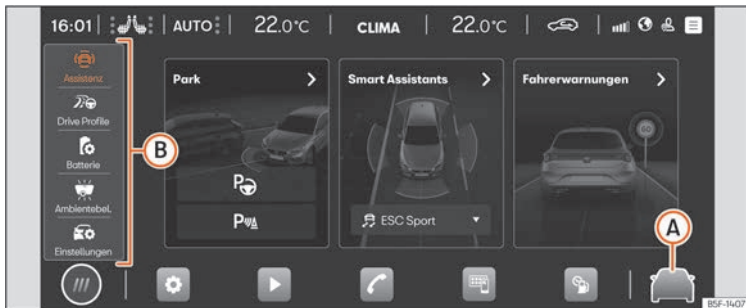 16:01 AUTO 22.0°C CLIMA 22.0°C
Assistenz
Drive Profile
Batterie
Ambientebel.
Einstellungen
B
Park
P
P
Smart Assistants
ESC Sport
Fahrerwarnungen
60
A
B5F-1407